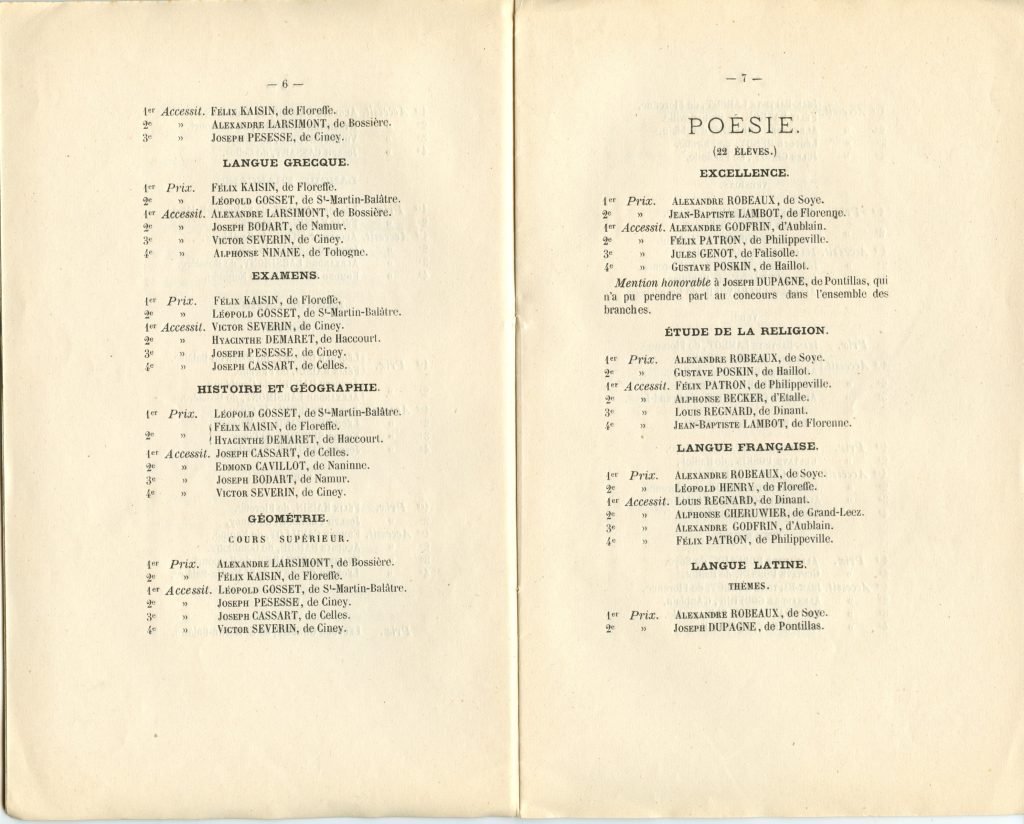 — 6 —
1er Accessit. FÉLIX KAISIN, de Floreffe.
2e » ALEXANDRE LARSIMONT, de Bossière.
3e » JOSEPH PESESSE, de Ciney.
LANGUE GRECQUE.
1er Prix. FÉLIX KAISIN, de Floreffe.
2e » LÉOPOLD GOSSET, de St-Martin-Balâtre.
1er Accessit. ALEXANDRE LARSIMONT, de Bossière.
2e » JOSEPH BODART, de Namur.
3e » VICTOR SEVERIN, de Ciney.
4e » ALPHONSE NINANE, de Tohogne.
EXAMENS.
1er Prix. FÉLIX KAISIN, de Floreffe,
2e » LÉOPOLD GOSSET, de St-Martin-Balâtre.
1er Accessit. VICTOR SEVERIN, de Ciney.
2e » HYACINTHE DEMARET, de Haccourt.
3e » JOSEPH PESESSE, de Ciney.
4e » JOSEPH CASSART, de Celles.
HISTOIRE ET GÉOGRAPHIE.
1er Prix. LÉOPOLD GOSSET, de St-Martin-Balâtre.
2e » FÉLIX KAISIN, de Floreffe.
HYACINTHE DEMARET, de Haccourt.
1er Accessit. JOSEPH CASSART, de Celles.
2e » EDMOND CAVILLOT, de Naninne.
3e » JOSEPH BODART, de Namur.
4e » VICTOR SEVERIN, de Ciney.
GÉOMÉTRIE.
COURS SUPÉRIEUR.
1er Prix. ALEXANDRE LARSIMONT, de Bossière.
2e » FÉLIX KAISIN, de Floreffe.
1er Accessit. LÉOPOLD GOSSET, de St-Martin-Balâtre.
2e » JOSEPH PESESSE, de Ciney.
3e » JOSEPH CASSART, de Celles.
4e » VICTOR SEVERIN, de Ciney.
— 7 —
POÉSIE.
(22 ÉLÈVES.)
EXCELLENCE.
1er Prix. ALEXANDRE ROBEAUX, de Soye.
2e » JEAN-BAPTISTE LAMBOT, de Florenne.
1er Accessit. ALEXANDRE GODFRIN, d'Aublain.
2e » FÉLIX PATRON, de Philippeville.
3e » JULES GENOT, de Falisolle.
4e » GUSTAVE POSKIN, de Haillot.
Mention honorable à JOSEPH DUPAGNE, de Pontillas, qui
n'a pu prendre part au concours dans l'ensemble des
branches.
ÉTUDE DE LA RELIGION.
1er Prix. ALEXANDRE ROBEAUX, de Soye.
2e » GUSTAVE POSKIN, de Haillot.
1er Accessit. FÉLIX PATRON, de Philippeville.
2e » ALPHONSE BECKER, d'Etalle.
3e » LOUIS REGNARD, de Dinant.
4e » JEAN-BAPTISTE LAMBOT, de Florenne.
LANGUE FRANÇAISE.
1er Prix. ALEXANDRE ROBEAUX, de Soye.
2e » LÉOPOLD HENRY, de Floreffe.
1er Accessit. LOUIS REGNARD, de Dinant.
2e » ALPHONSE CHERUWIER, de Grand-Leez.
3e » ALEXANDRE GODFRIN, d'Aublain.
4e » FÉLIX PATRON, de Philippeville.
LANGUE LATINE.
THÈMES.
1er Prix. ALEXANDRE ROBEAUX, de Soye.
2e » JOSEPH DUPAGNE, de Pontillas.